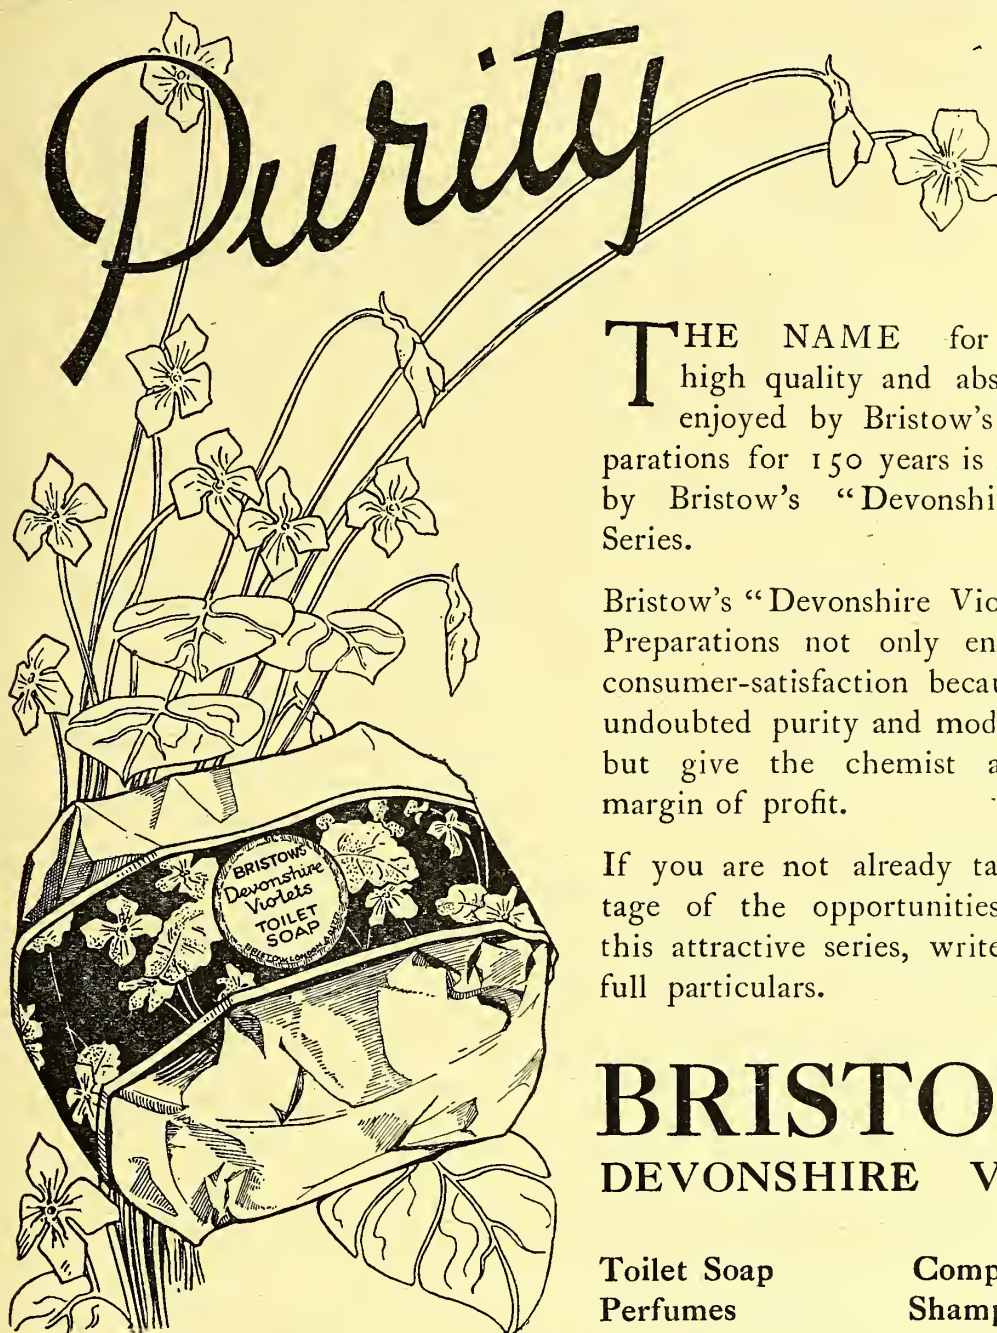 Purity
THE NAME for
high quality and abs
enjoyed by Bristow's
parations for 150 years is
by Bristow's "Devonshi
Series.
Bristow's "Devonshire Vio
Preparations not only en
consumer-satisfaction becau
undoubted purity and mod
but give the chemist a
margin of profit.
If you are not already ta
tage of the opportunities
this attractive series, write
full particulars.
BRISTOWS
Devonshire
Violets
TOILET
SOAP
BRISTOW LONDON
BRISTO
DEVONSHIRE V
Toilet Soap Comp
Perfumes Shamp